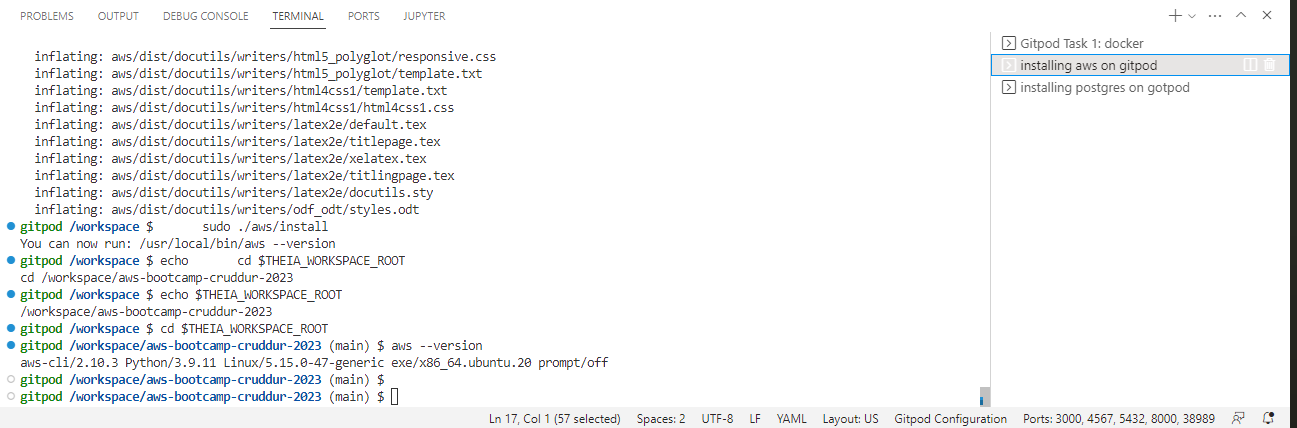 PROBLEMS OUTPUT DEBUG CONSOLE TERMINAL PORTS JUPYTER
inflating: aws/dist/docutils/writers/html5_polyglot/responsive.css
inflating: aws/dist/docutils/writers/html5_polyglot/template.txt
inflating: aws/dist/docutils/writers/html4css1/template.txt
inflating: aws/dist/docutils/writers/html4css1/html4css1.css
inflating: aws/dist/docutils/writers/latex2e/default.tex
inflating: aws/dist/docutils/writers/latex2e/titlepage.tex
inflating: aws/dist/docutils/writers/latex2e/xelatex.tex
inflating: aws/dist/docutils/writers/latex2e/titlingpage.tex
inflating: aws/dist/docutils/writers/latex2e/docutils.sty
inflating: aws/dist/docutils/writers/odf_odt/styles.odt
gitpod /workspace $       sudo ./aws/install
You can now run: /usr/local/bin/aws --version
gitpod /workspace $ echo       cd $THEIA_WORKSPACE_ROOT
cd /workspace/aws-bootcamp-cruddur-2023
gitpod /workspace $ echo $THEIA_WORKSPACE_ROOT
/workspace/aws-bootcamp-cruddur-2023
gitpod /workspace $ cd $THEIA_WORKSPACE_ROOT
gitpod /workspace/aws-bootcamp-cruddur-2023 (main) $ aws --version
aws-cli/2.10.3 Python/3.9.11 Linux/5.15.0-47-generic exe/x86_64.ubuntu.20 prompt/off
gitpod /workspace/aws-bootcamp-cruddur-2023 (main) $
gitpod /workspace/aws-bootcamp-cruddur-2023 (main) $
Gitpod Task 1: docker
installing aws on gitpod
installing postgres on gotpod
Ln 17, Col 1 (57 selected) Spaces: 2 UTF-8 LF YAML Layout: US Gitpod Configuration Ports: 3000, 4567, 5432, 8000, 38989